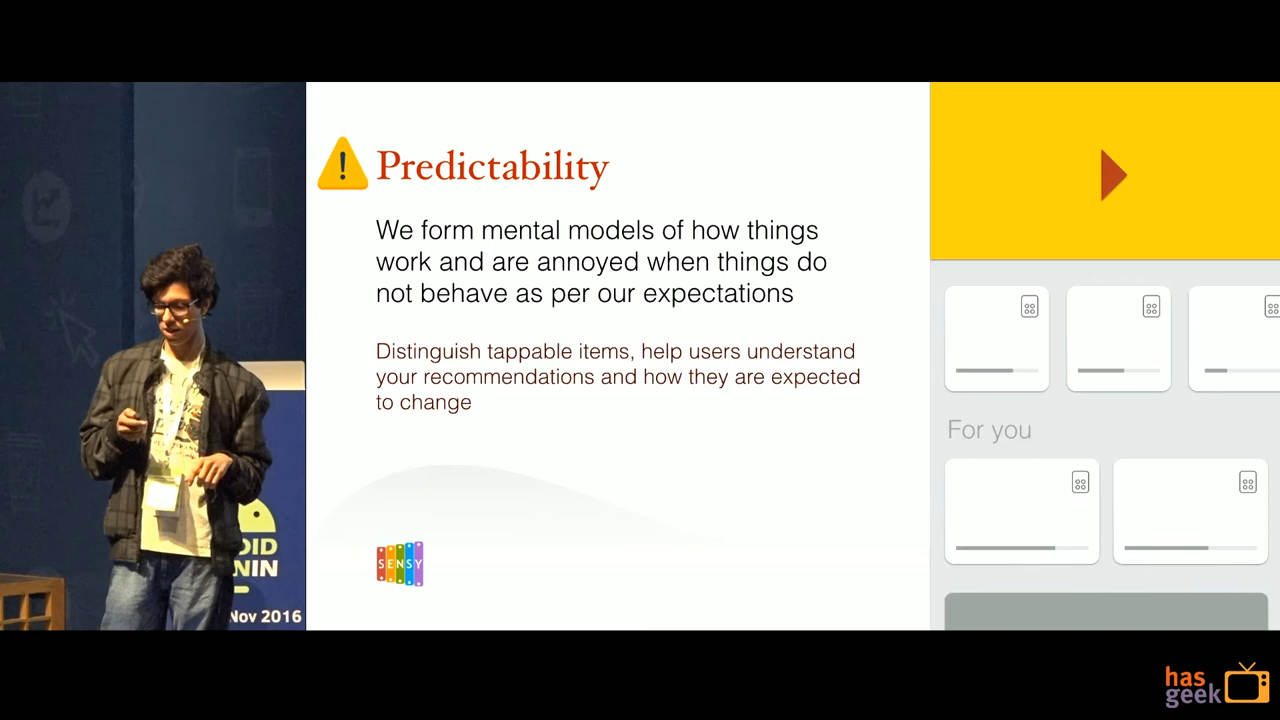 !
Predictability
We form mental models of how things
work and are annoyed when things do
not behave as per our expectations
Distinguish tappable items, help users understand
your recommendations and how they are expected
to change
SENSY
For you
OID
NIN
Nov 2016
has
geek